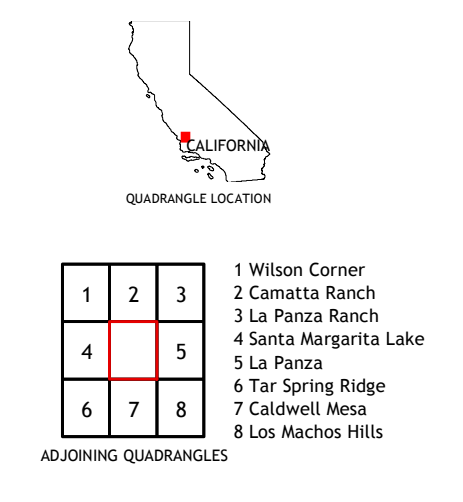 CALIFORNIA
QUADRANGLE LOCATION
1 2 3
4 5
6 7 8
ADJOINING QUADRANGLES
1 Wilson Corner
2 Camatta Ranch
3 La Panza Ranch
4 Santa Margarita Lake
5 La Panza
6 Tar Spring Ridge
7 Caldwell Mesa
8 Los Machos Hills